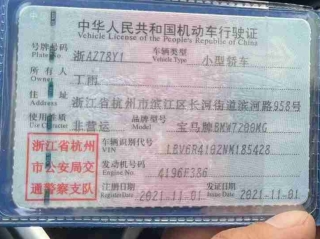 中华人民共和国机动车行驶证
Vehicle License of the People's Republic of China
号牌号码 浙AZ78Y1 车辆类型 小型轿车
Plate No. Vehicle Type
所有人 丁雨
Owner
住址 浙江省杭州市滨江区长河街道滨河路958号
使用性质 非营运 品牌型号 宝马牌BMW7200MG
Use Character
浙江省杭州
市公安局交
通警察支队
车辆识别代号 LBV6R4102NM185428
发动机号码 4196F386
Engine No.
注册日期 2021-11-01 发证日期 2021-11-01
Register Date Issue Date